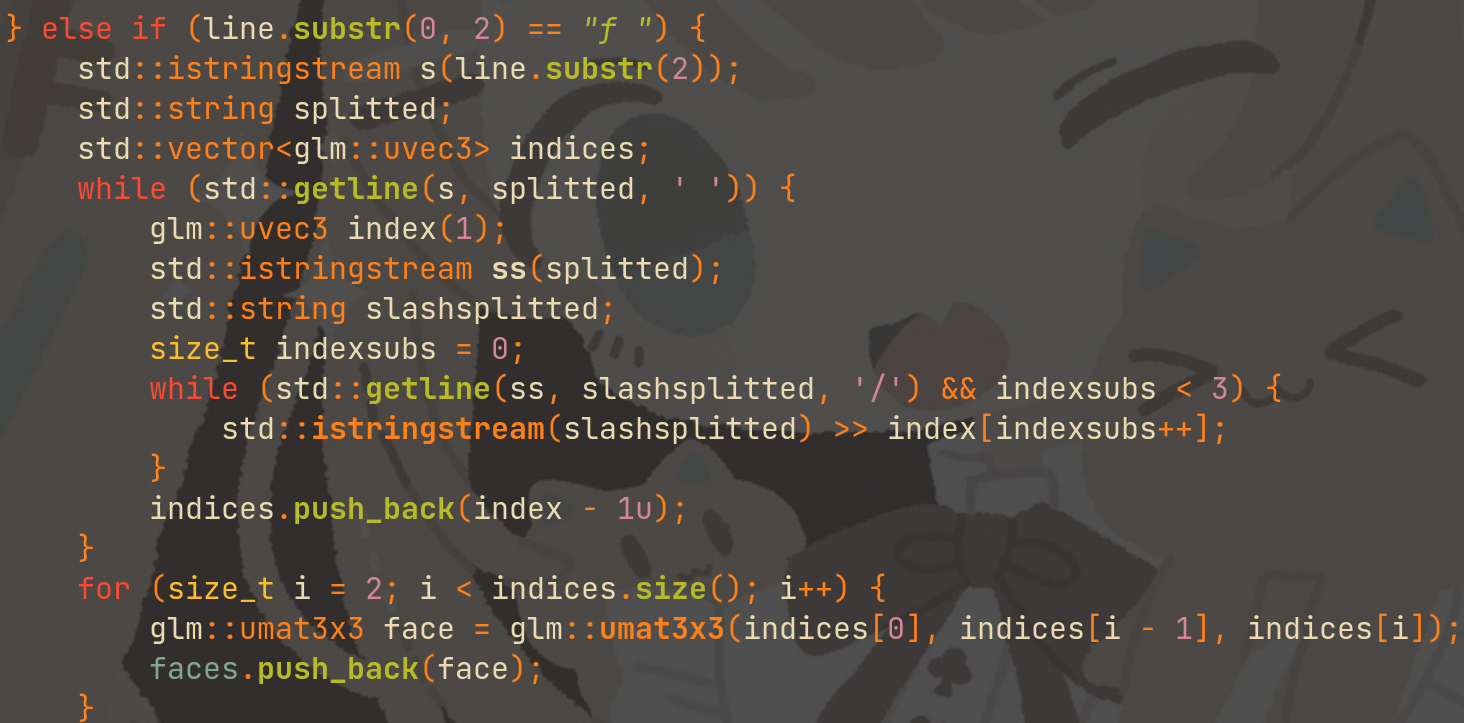 } else if (line.substr(0, 2) == "f ") {
    std::istringstream s(line.substr(2));
    std::string splitted;
    std::vector<glm::uvec3> indices;
    while (std::getline(s, splitted, ' ')) {
        glm::uvec3 index(1);
        std::istringstream ss(splitted);
        std::string slashsplitted;
        size_t indexsubs = 0;
        while (std::getline(ss, slashsplitted, '/') && indexsubs < 3) {
            std::istringstream(slashsplitted) >> index[indexsubs++];
        }
        indices.push_back(index - 1u);
    }
    for (size_t i = 2; i < indices.size(); i++) {
        glm::umat3x3 face = glm::umat3x3(indices[0], indices[i - 1], indices[i]);
        faces.push_back(face);
    }